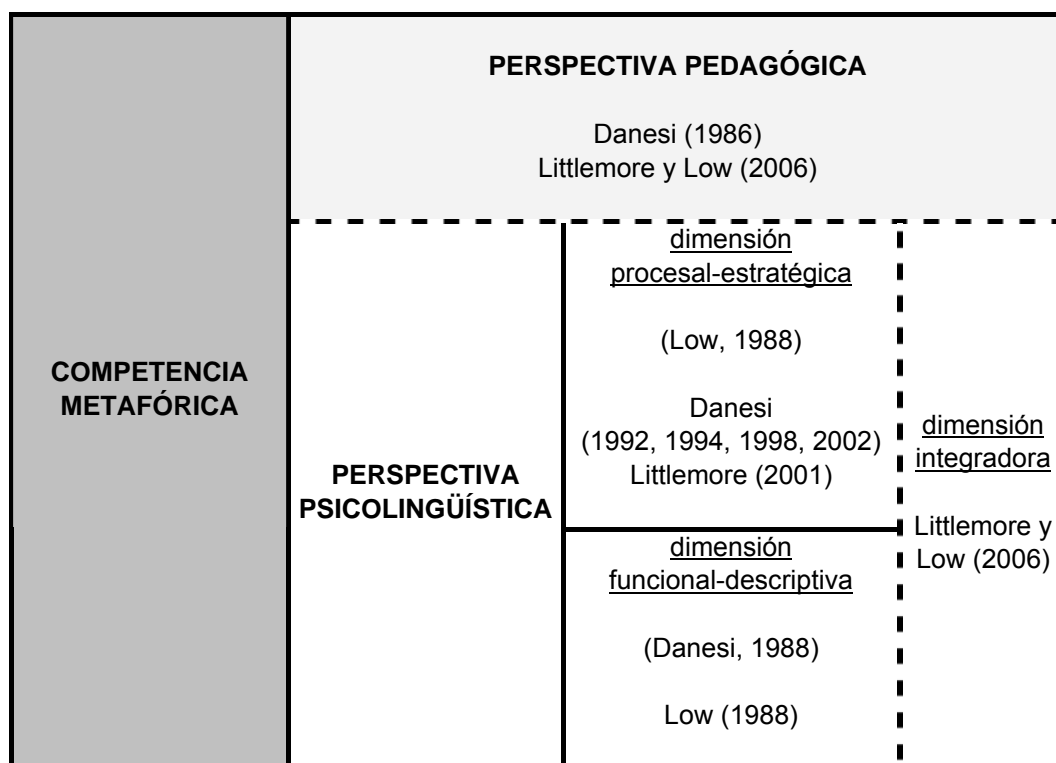 PERSPECTIVA PEDAGÓGICA
Danesi (1986)
Littlemore y Low (2006)
COMPETENCIA
METAFÓRICA
PERSPECTIVA
PSICOLINGÜÍSTICA
dimensión
procesal-estratégica
(Low, 1988)
Danesi
(1992, 1994, 1998, 2002)
Littlemore (2001)
dimensión
funcional-descriptiva
(Danesi, 1988)
Low (1988)
dimensión
integradora
Littlemore y
Low (2006)